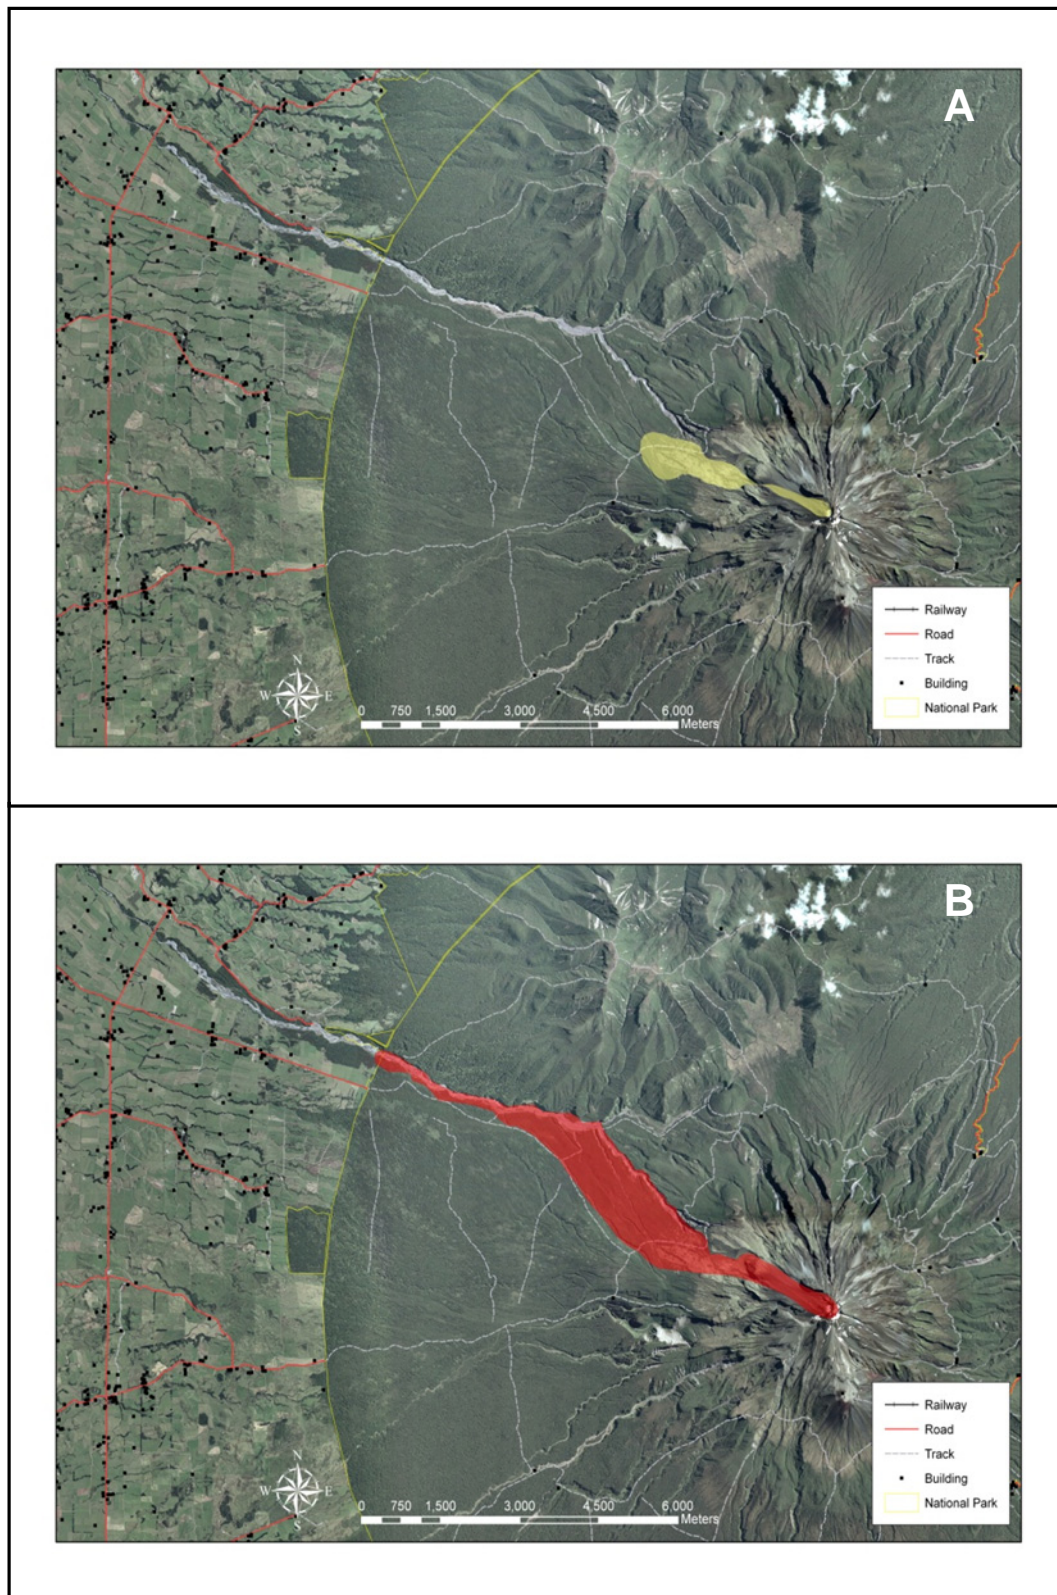 A
N
W E
S
0 750 1,500 3,000 4,500 6,000
Meters
Railway
Road
Track
Building
National Park
B
N
W E
S
0 750 1,500 3,000 4,500 6,000
Meters
Railway
Road
Track
Building
National Park